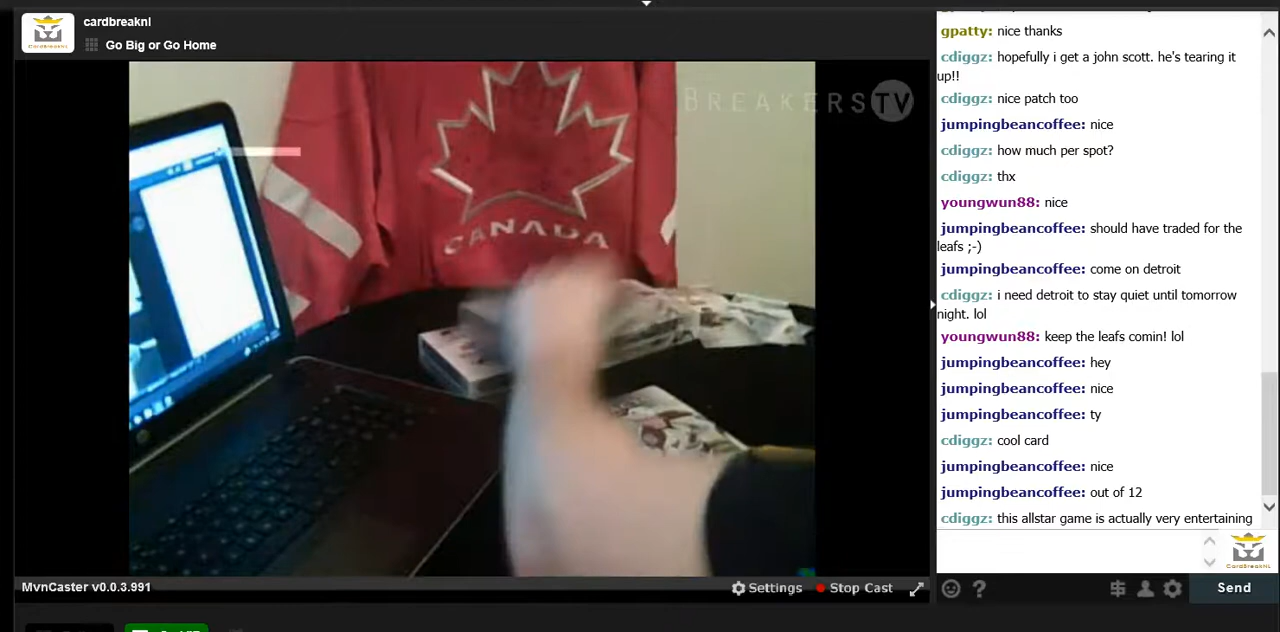 cardbreaknl
Go Big or Go Home
CARDBREAKNL
BREAKERSTV
CANADA
MvnCaster v0.0.3.991
Settings
Stop Cast
gpatty: nice thanks
cdiggz: hopefully i get a john scott. he's tearing it
up!!
cdiggz: nice patch too
jumpingbeancoffee: nice
cdiggz: how much per spot?
cdiggz: thx
youngwun88: nice
jumpingbeancoffee: should have traded for the
leafs ;-)
jumpingbeancoffee: come on detroit
cdiggz: i need detroit to stay quiet until tomorrow
night. lol
youngwun88: keep the leafs comin! lol
jumpingbeancoffee: hey
jumpingbeancoffee: nice
jumpingbeancoffee: ty
cdiggz: cool card
jumpingbeancoffee: nice
jumpingbeancoffee: out of 12
cdiggz: this allstar game is actually very entertaining
CARDBREAKNL
?
Send